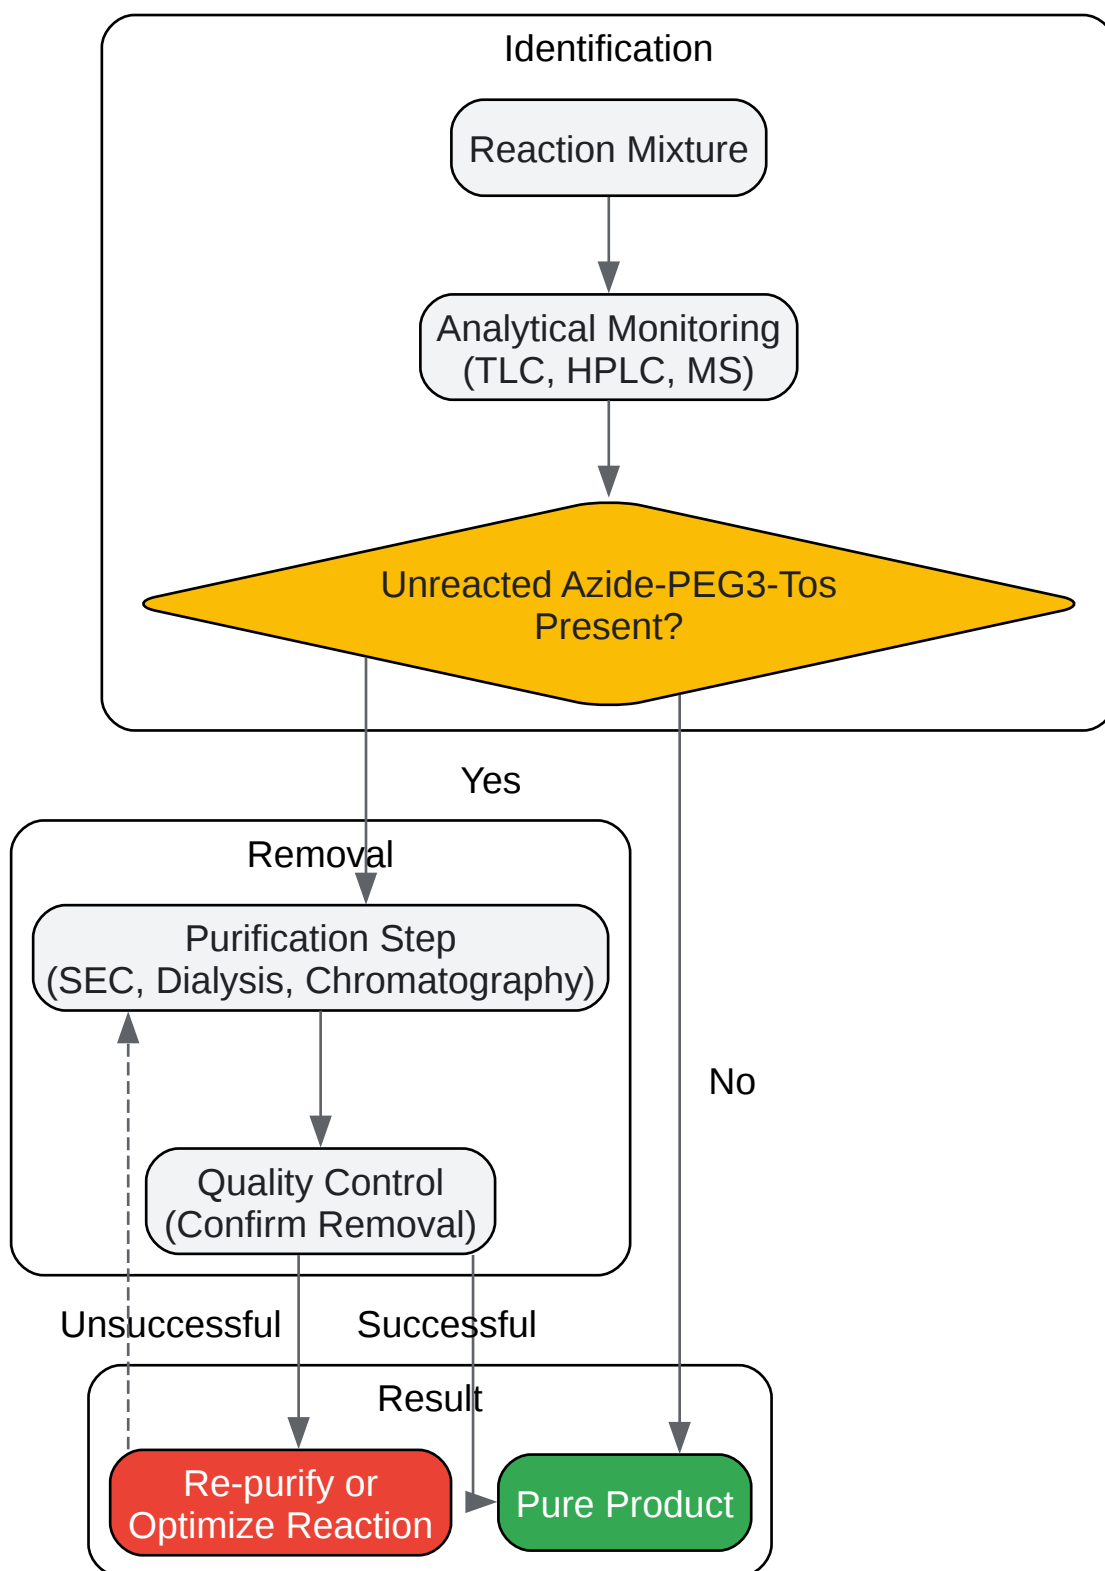 Identification
Reaction Mixture
Analytical Monitoring
(TLC, HPLC, MS)
Unreacted Azide-PEG3-Tos
Present?
Yes
Removal
Purification Step
(SEC, Dialysis, Chromatography)
No
Quality Control
(Confirm Removal)
Unsuccessful
Successful
Result
Re-purify or
Optimize Reaction
Pure Product